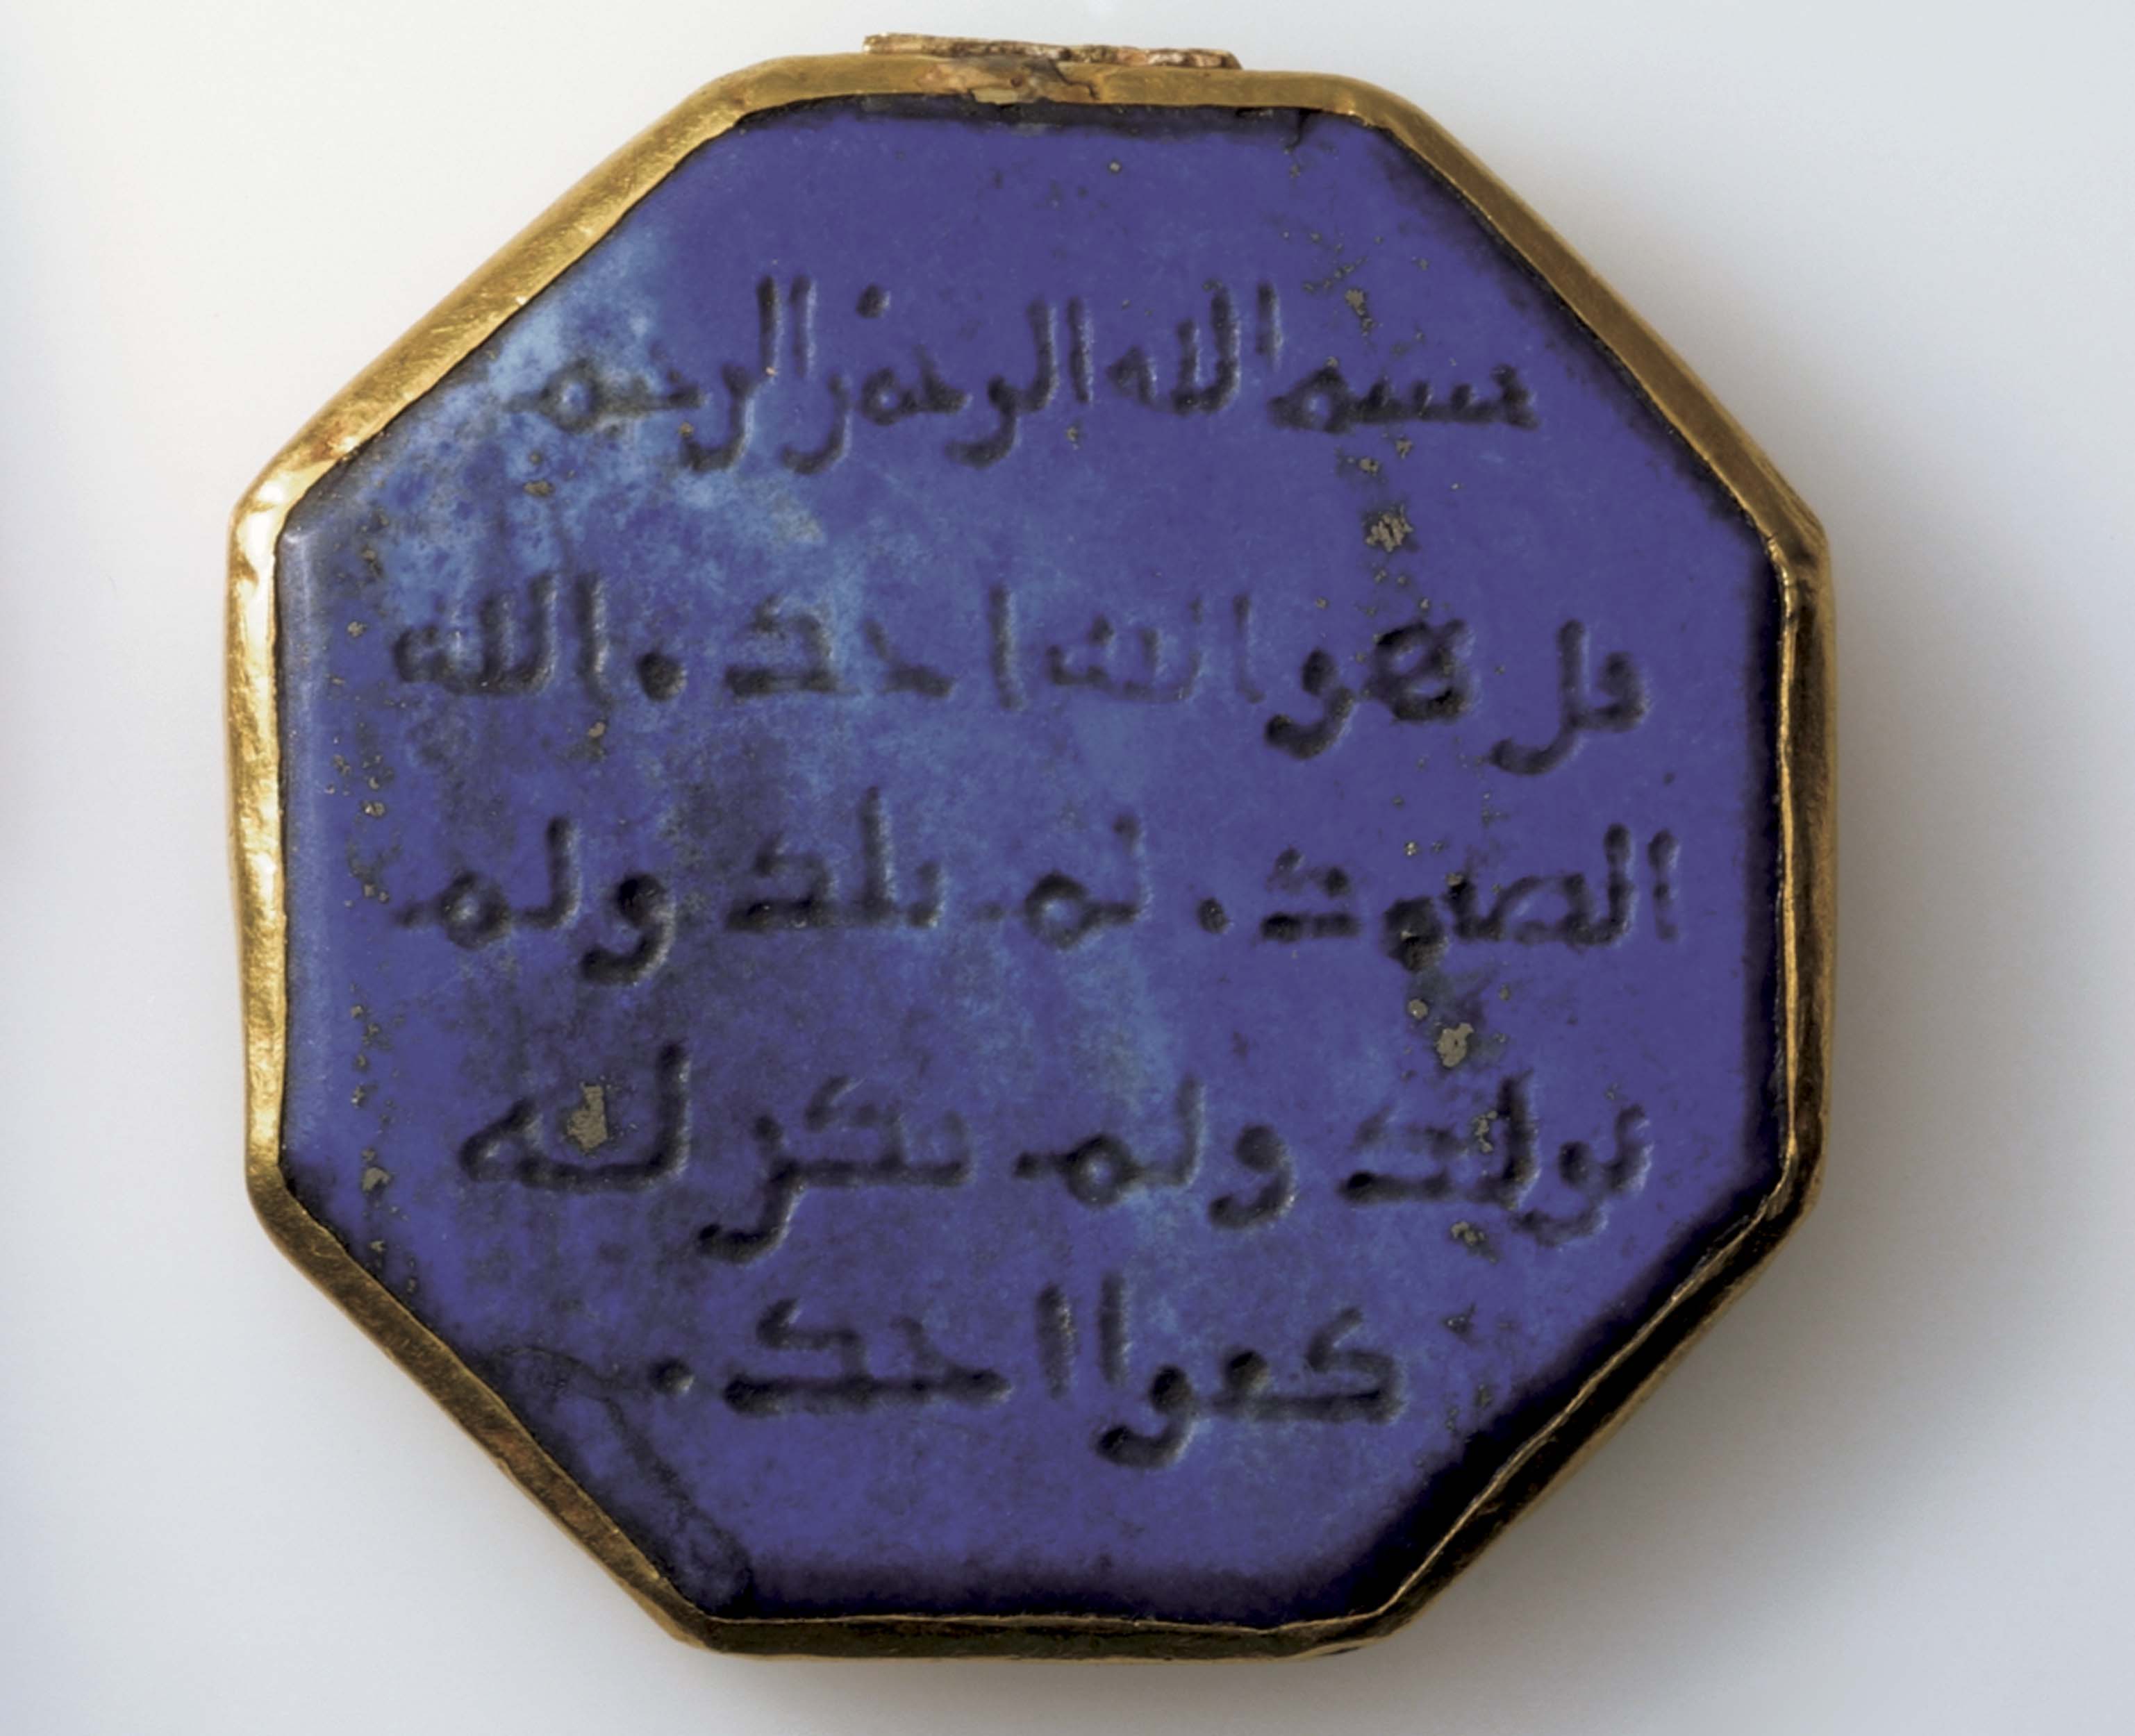 بسم الله الرحمن الرحيم
قل هو الله احد . الله
الصمد . لم يلد ولم
يولد ولم يكن له
كفوا احد .